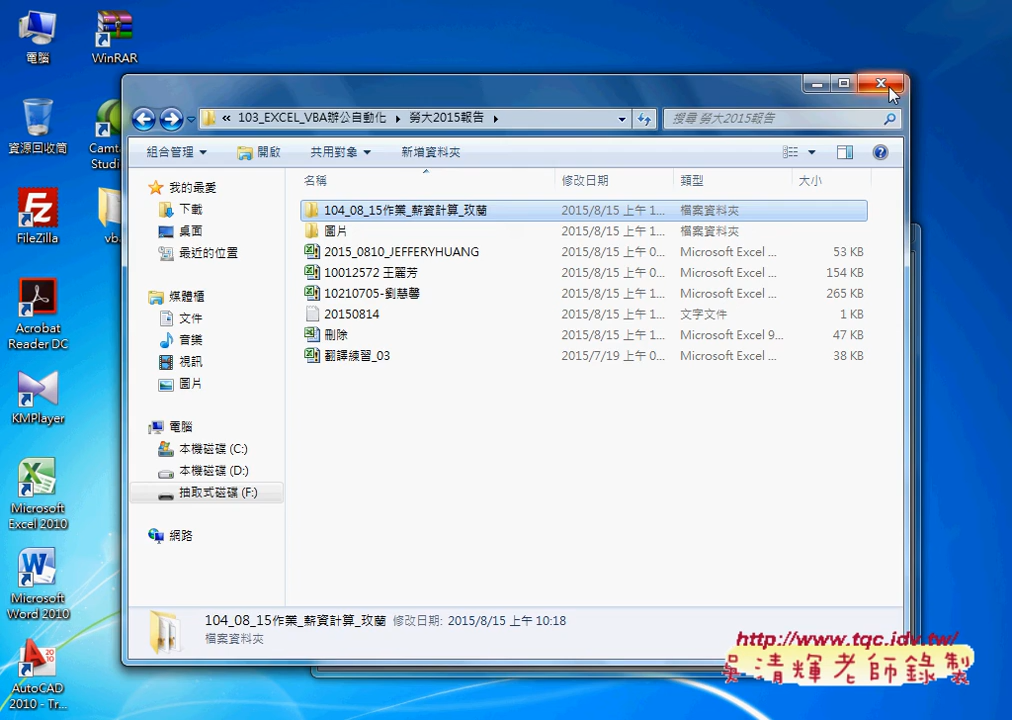 電腦
WinRAR
資源回收筒
Camta
Studi
FileZilla
vb
Acrobat
Reader DC
KMPlayer
Microsoft
Excel 2010
Microsoft
Word 2010
AutoCAD
2010 - Tr...
« 103_EXCEL_VBA辦公自動化 ▸ 勞大2015報告 ▸
搜尋 勞大2015報告
組合管理 開啟 共用對象 新增資料夾
名稱 修改日期 類型 大小
我的最愛
下載
桌面
最近的位置
媒體櫃
文件
音樂
視訊
圖片
電腦
本機磁碟 (C:)
本機磁碟 (D:)
抽取式磁碟 (F:)
網路
104_08_15作業_薪資計算_玫蘭 2015/8/15 上午 1... 檔案資料夾
圖片 2015/8/15 上午 1... 檔案資料夾
2015_0810_JEFFERYHUANG 2015/8/15 上午 0... Microsoft Excel ... 53 KB
10012572 王麗芳 2015/8/15 上午 1... Microsoft Excel ... 154 KB
10210705-劉慧馨 2015/8/15 上午 1... Microsoft Excel ... 265 KB
20150814 2015/8/15 上午 1... 文字文件 1 KB
刪除 2015/8/15 上午 1... Microsoft Excel 9... 47 KB
翻譯練習_03 2015/7/19 上午 0... Microsoft Excel ... 38 KB
104_08_15作業_薪資計算_玫蘭 修改日期: 2015/8/15 上午 10:18
檔案資料夾
http://www.tqc.idv.tw/
吳清輝老師錄製